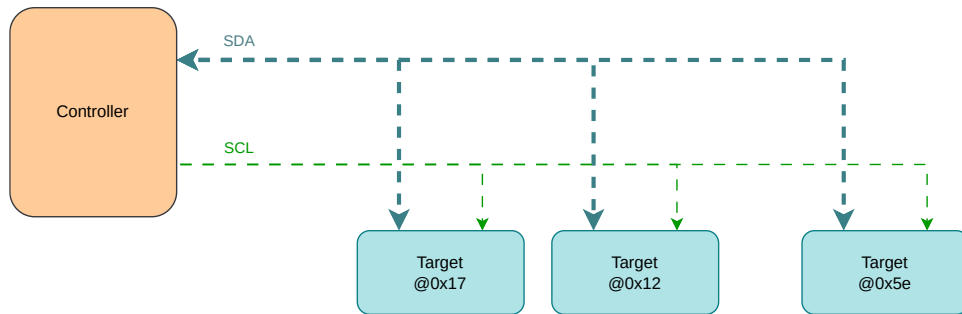 SDA
Controller
SCL
Target
@0x17
Target
@0x12
Target
@0x5e